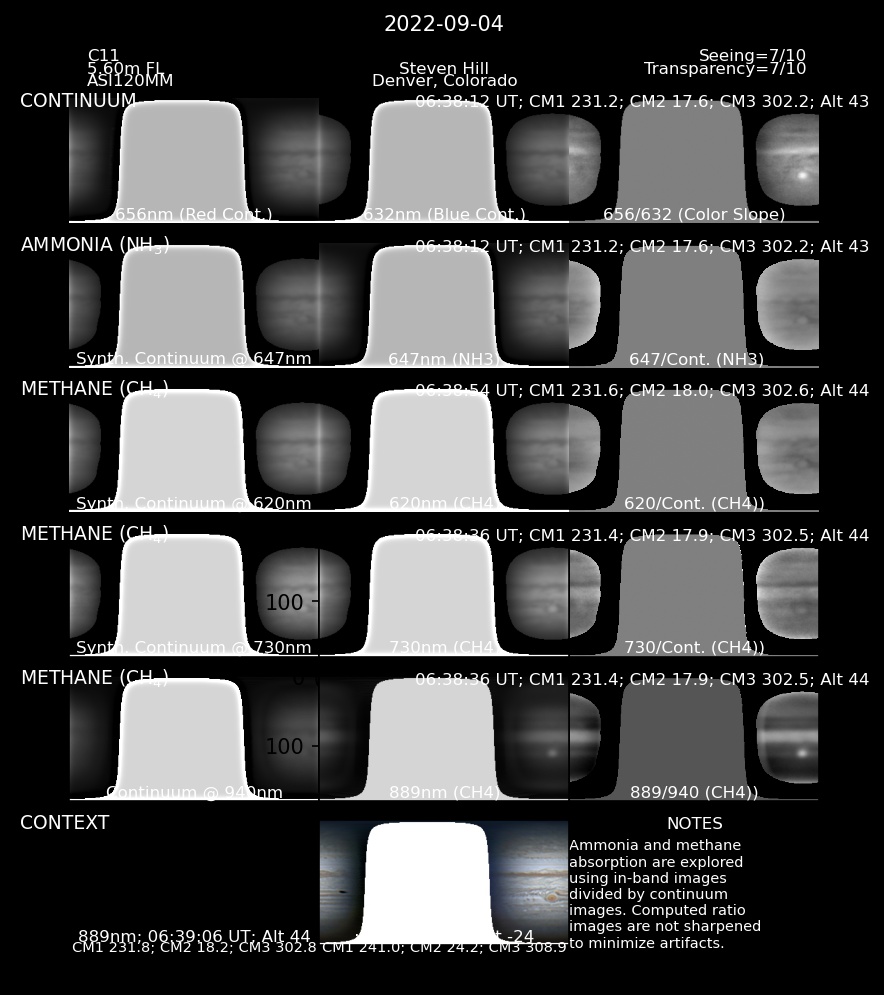 2022-09-04
C11
5.60m FL
ASI120MM
Steven Hill
Denver, Colorado
Seeing=7/10
Transparency=7/10
CONTINUUM
06:38:12 UT; CM1 231.2; CM2 17.6; CM3 302.2; Alt 43
656nm (Red Cont.)
632nm (Blue Cont.)
656/632 (Color Slope)
AMMONIA (NH3)
06:38:12 UT; CM1 231.2; CM2 17.6; CM3 302.2; Alt 43
Synth. Continuum @ 647nm
647nm (NH3)
647/Cont. (NH3)
METHANE (CH4)
06:38:54 UT; CM1 231.6; CM2 18.0; CM3 302.6; Alt 44
Synth. Continuum @ 620nm
620nm (CH4)
620/Cont. (CH4))
METHANE (CH4)
06:38:36 UT; CM1 231.4; CM2 17.9; CM3 302.5; Alt 44
100
Synth. Continuum @ 730nm
730nm (CH4)
730/Cont. (CH4))
METHANE (CH4)
06:38:36 UT; CM1 231.4; CM2 17.9; CM3 302.5; Alt 44
0
100
Continuum @ 940nm
889nm (CH4)
889/940 (CH4))
CONTEXT
NOTES
Ammonia and methane
absorption are explored
using in-band images
divided by continuum
images. Computed ratio
images are not sharpened
to minimize artifacts.
889nm; 06:39:06 UT; Alt 44
-24
CM1 231.8; CM2 18.2; CM3 302.8
CM1 241.0; CM2 24.2; CM3 308.9